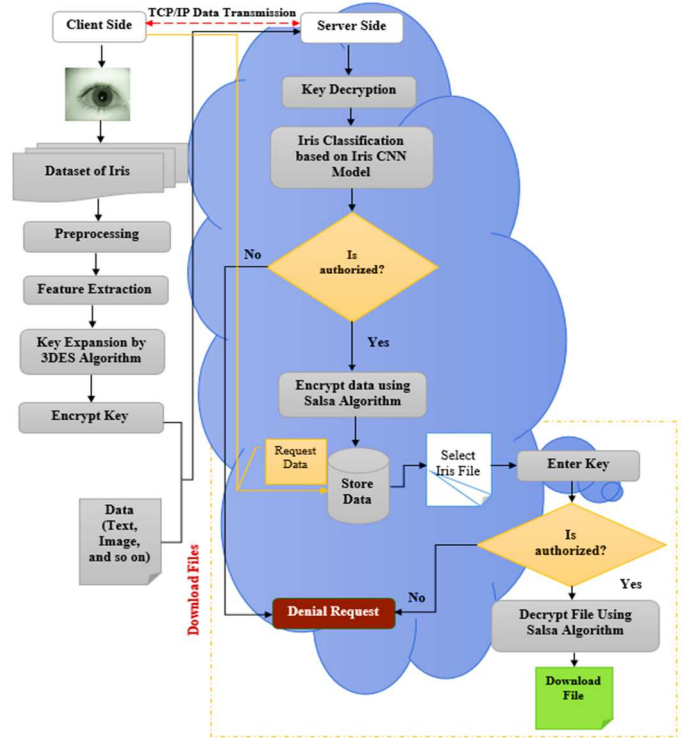 TCP/IP Data Transmission
Client Side
Server Side
Key Decryption
Iris Classification
based on Iris CNN
Model
Dataset of Iris
Preprocessing
Feature Extraction
Key Expansion by
3DES Algorithm
Encrypt Key
Data
(Text,
Image,
and so on)
No
Is
authorized?
Yes
Encrypt data using
Salsa Algorithm
Request
Data
Store
Data
Select
Iris File
Enter Key
Is
authorized?
No
Yes
Download Files
Denial Request
Decrypt File Using
Salsa Algorithm
Download
File